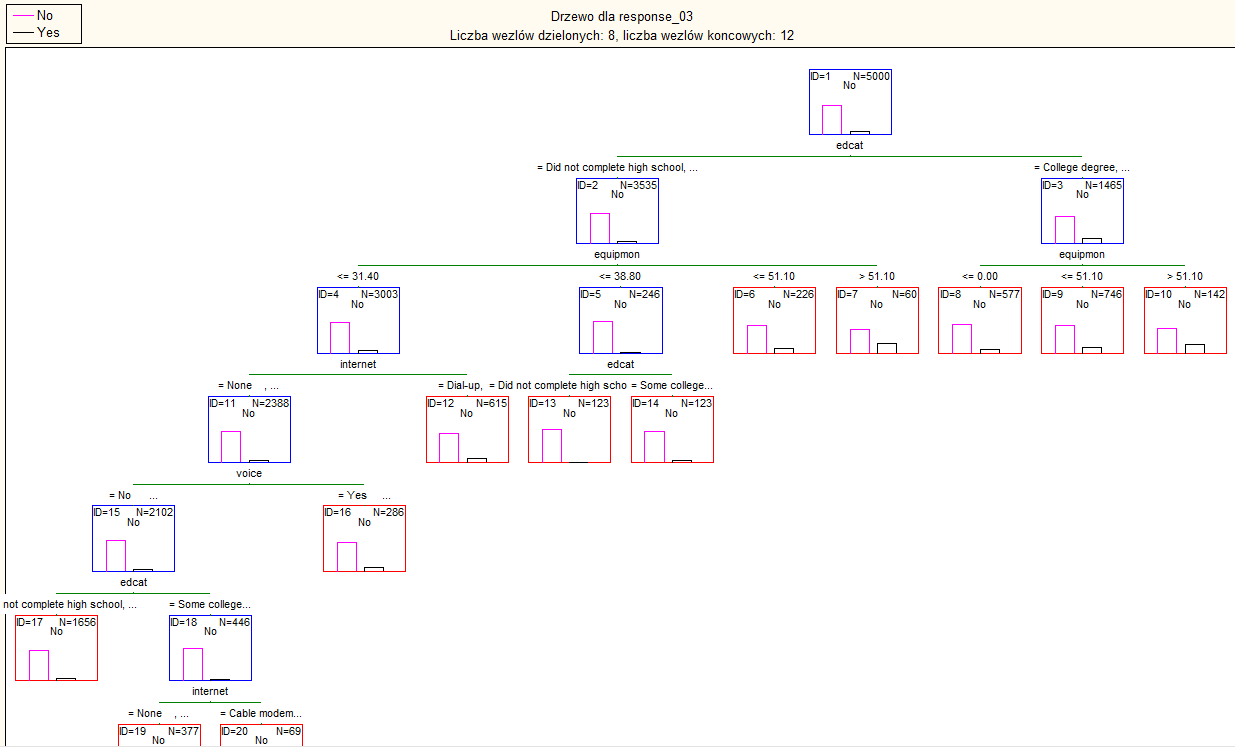 No
Yes
Drzewo dla response_03
Liczba wezlów dzielonych: 8, liczba wezlów koncowych: 12
ID=1 N=5000
No
edcat
= Did not complete high school, ... = College degree, ...
ID=2 N=3535 ID=3 N=1465
No No
equipmon equipmon
<= 31.40 <= 38.80 <= 51.10 > 51.10 <= 0.00 <= 51.10 > 51.10
ID=4 N=3003 ID=5 N=246 ID=6 N=226 ID=7 N=60 ID=8 N=577 ID=9 N=746 ID=10 N=142
No No No No No No No
internet edcat
= None , ... = Dial-up, = Did not complete high scho = Some college...
ID=11 N=2388 ID=12 N=615 ID=13 N=123 ID=14 N=123
No No No No
voice
= No ... = Yes ...
ID=15 N=2102 ID=16 N=286
No No
edcat
not complete high school, ... = Some college...
ID=17 N=1656 ID=18 N=446
No No
internet
= None , ... = Cable modem...
ID=19 N=377 ID=20 N=69
No No